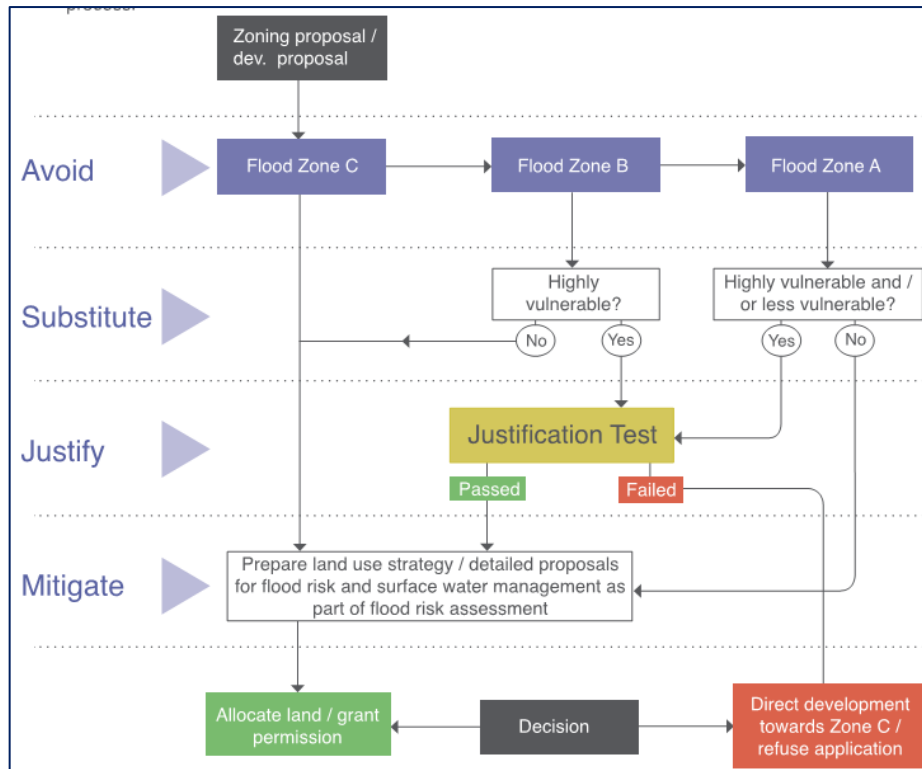 process.
Zoning proposal /
dev. proposal
Avoid
Flood Zone C
Flood Zone B
Flood Zone A
Substitute
Highly
vulnerable?
Highly vulnerable and /
or less vulnerable?
No
Yes
Yes
No
Justify
Justification Test
Passed
Failed
Mitigate
Prepare land use strategy / detailed proposals
for flood risk and surface water management as
part of flood risk assessment
Allocate land / grant
permission
Decision
Direct development
towards Zone C /
refuse application